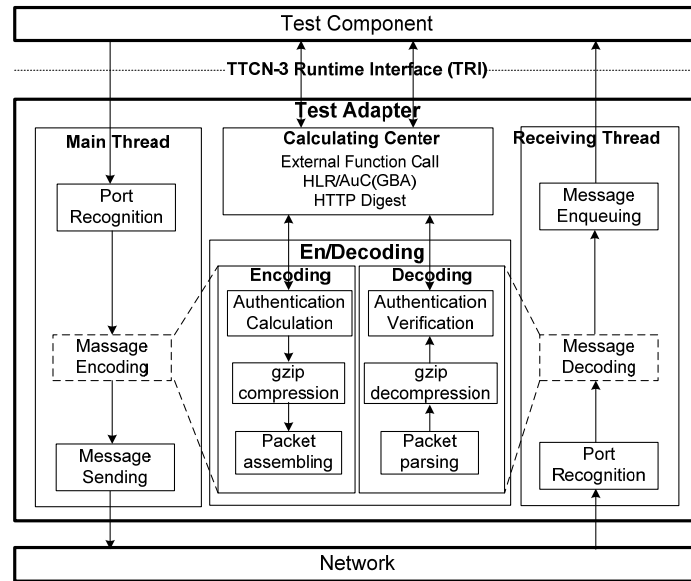 Test Component
TTCN-3 Runtime Interface (TRI)
Test Adapter
Main Thread
Port
Recognition
Massage
Encoding
Message
Sending
Calculating Center
External Function Call
HLR/AuC(GBA)
HTTP Digest
En/Decoding
Encoding
Authentication
Calculation
gzip
compression
Packet
assembling
Decoding
Authentication
Verification
gzip
decompression
Packet
parsing
Receiving Thread
Message
Enqueuing
Message
Decoding
Port
Recognition
Network